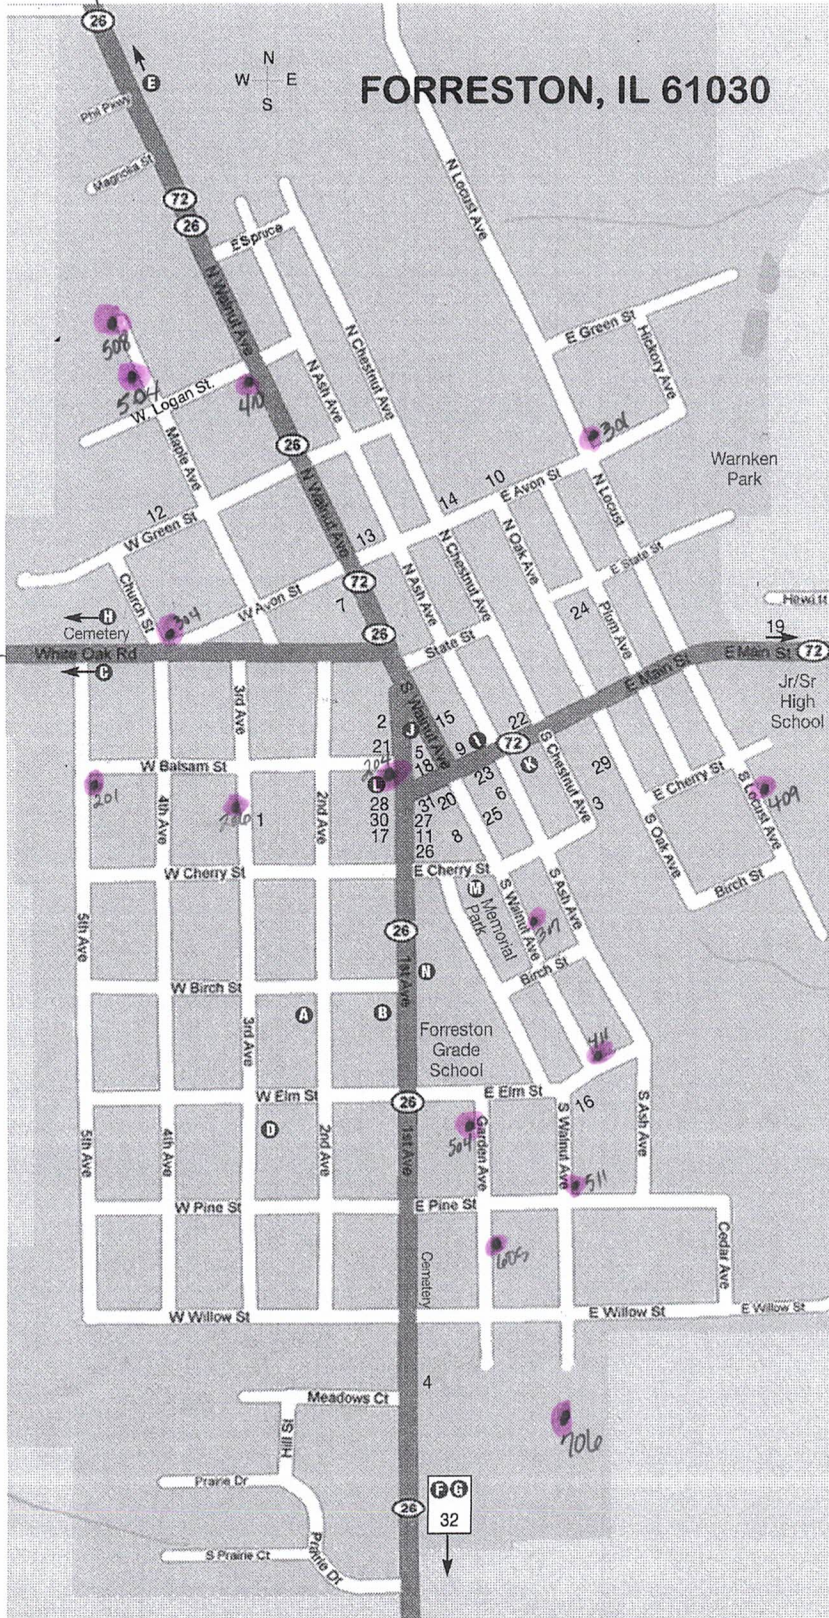 26
N
W E
S
E
FORRESTON, IL 61030
Phil Pkwy
Magnolia St
72
26
E Spruce
N Locust Ave
N Walnut Ave
508
504
W. Logan St.
410
N Ash Ave
N Chestnut Ave
E Green St
Hickory Ave
301
Maple Ave
26
N Walnut Ave
Warnken
Park
12
W Green St
13
14
10
E Avon St
N Locust
N Oak Ave
N Chestnut Ave
N Ash Ave
E State St
Church St
W Avon St
72
7
304
H
Cemetery
26
State St
24
Plum Ave
Hewitt
White Oak Rd
C
19
E Main St
E Main St
72
Jr/Sr
High
School
3rd Ave
S Walnut Ave
2
J
15
22
21
5
9
I
72
W Balsam St
204
18
K
29
23
L
201
4th Ave
1
2nd Ave
28
31
20
6
3
S Chestnut Ave
E Cherry St
S Locust Ave
409
30
27
25
17
11
8
26
S Oak Ave
W Cherry St
E Cherry St
M
Memorial
Park
S Walnut Ave
S Ash Ave
Birch St
5th Ave
26
307
1st Ave
N
W Birch St
Birch St
A
B
3rd Ave
Forreston
Grade
School
411
W Elm St
26
E Elm St
16
D
504
Garden Ave
S Walnut Ave
S Ash Ave
5th Ave
4th Ave
2nd Ave
1st Ave
511
W Pine St
E Pine St
605
Cemetery
Cedar Ave
W Willow St
E Willow St
E Willow St
4
Meadows Ct
Hill St
706
Prairie Dr
F G
26
32
S Prairie Ct
Prairie Dr